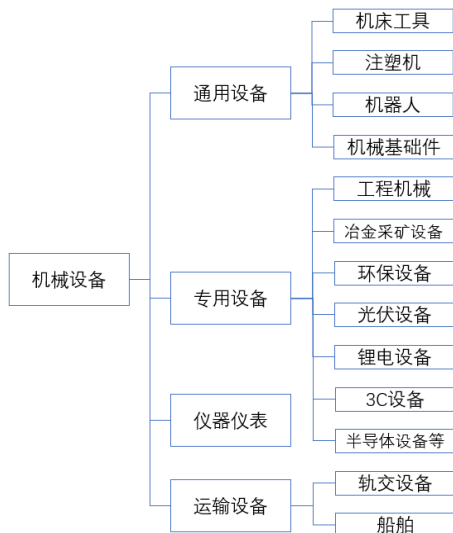 机械设备
通用设备
机床工具
注塑机
机器人
机械基础件
专用设备
工程机械
冶金采矿设备
环保设备
光伏设备
锂电设备
3C设备
半导体设备等
仪器仪表
运输设备
轨交设备
船舶